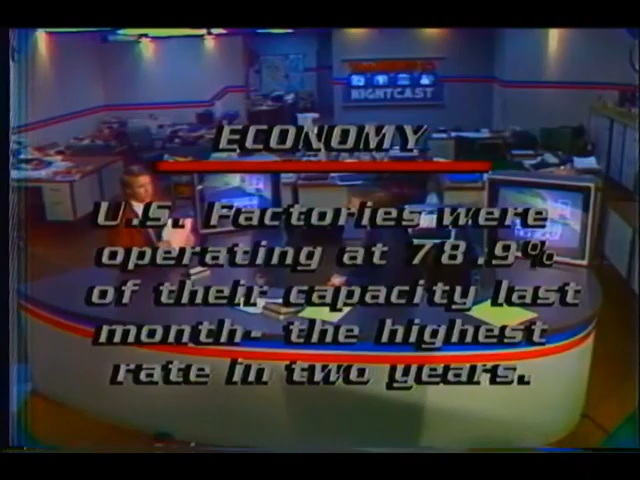 NIGHTCAST
ECONOMY
U.S. Factories were
operating at 78.9%
of their capacity last
month- the highest
rate in two years.